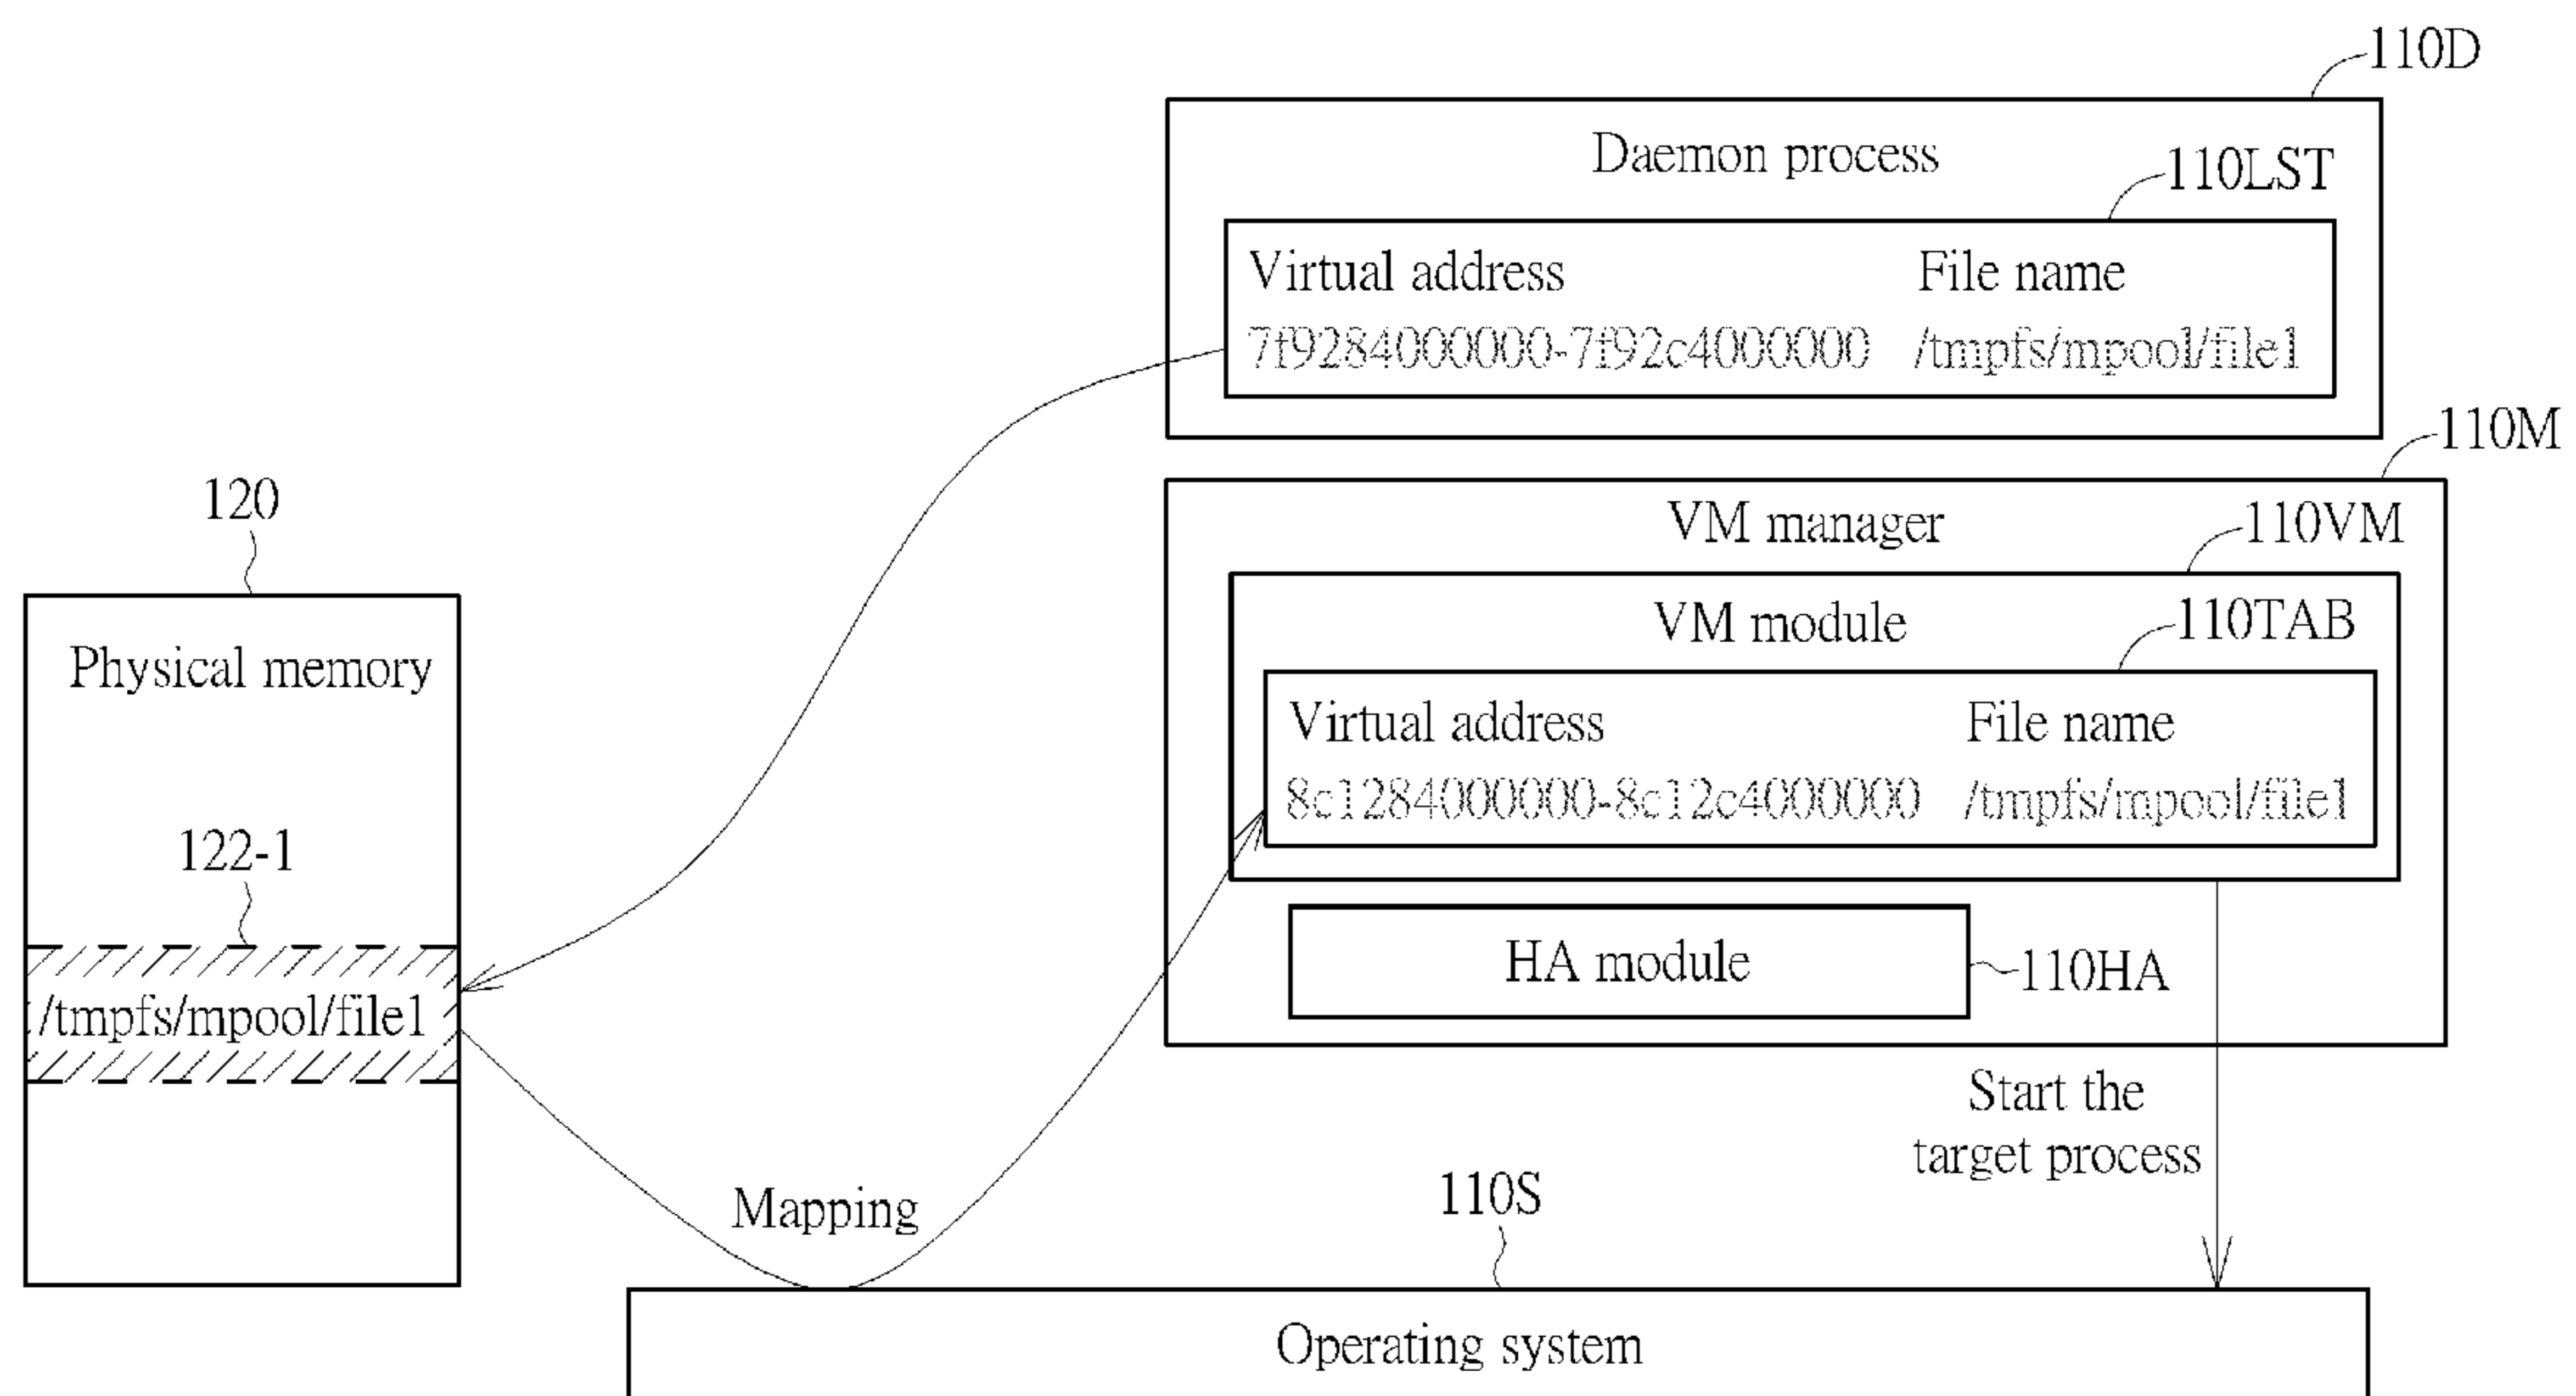 110D
Daemon process
110LST
Virtual address File name
7f9284000000-7f92c4000000 /tmpfs/mpool/file1
110M
VM manager
110VM
VM module
110TAB
Virtual address File name
8c1284000000-8c12c4000000 /tmpfs/mpool/file1
HA module
110HA
120
Physical memory
122-1
/tmpfs/mpool/file1
Mapping
Start the
target process
110S
Operating system